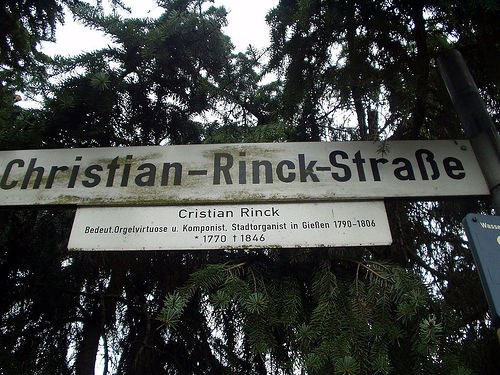 Christian-Rinck-Straße
Cristian Rinck
Bedeut.Orgelvirtuose u. Komponist, Stadtorganist in Gießen 1790-1806
* 1770 † 1846